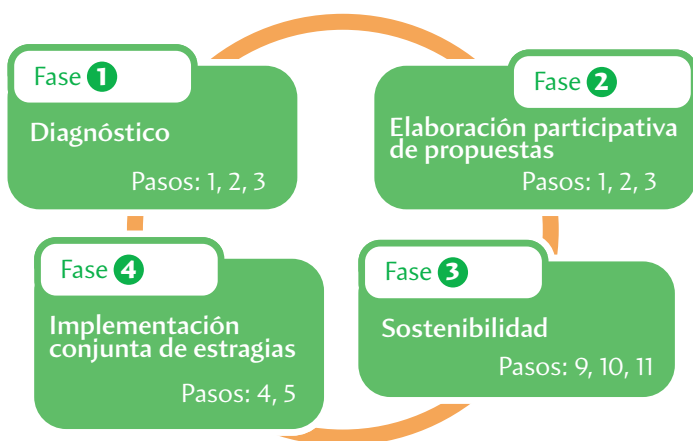 Fase 1
Diagnóstico
Pasos: 1, 2, 3
Fase 2
Elaboración participativa
de propuestas
Pasos: 1, 2, 3
Fase 4
Implementación
conjunta de estragias
Pasos: 4, 5
Fase 3
Sostenibilidad
Pasos: 9, 10, 11